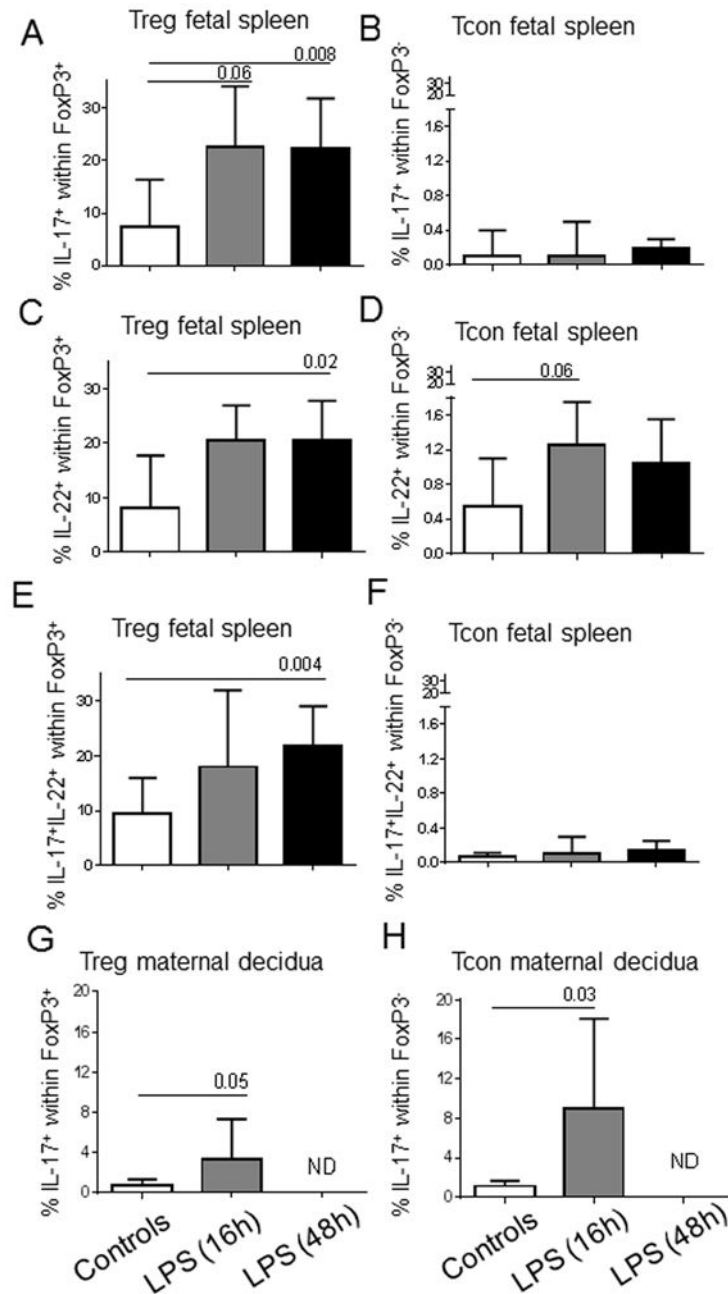 A
Treg fetal spleen
0.008
0.06
% IL-17⁺ within FoxP3⁺
30
20
10
0
B
Tcon fetal spleen
% IL-17⁺ within FoxP3⁻
30
20
1.8
1.2
0.8
0.4
0.0
C
Treg fetal spleen
0.02
% IL-22⁺ within FoxP3⁺
30
20
10
0
D
Tcon fetal spleen
0.06
% IL-22⁺ within FoxP3⁻
30
20
1.6
1.2
0.8
0.4
0.0
E
Treg fetal spleen
0.004
% IL-17⁺IL-22⁺ within FoxP3⁺
30
20
10
0
F
Tcon fetal spleen
% IL-17⁺IL-22⁺ within FoxP3⁻
30
20
1.6
1.2
0.8
0.4
0.0
G
Treg maternal decidua
0.05
ND
% IL-17⁺ within FoxP3⁺
20
16
12
8
4
0
Controls
LPS (16h)
LPS (48h)
H
Tcon maternal decidua
0.03
ND
% IL-17⁺ within FoxP3⁻
20
16
12
8
4
0
Controls
LPS (16h)
LPS (48h)